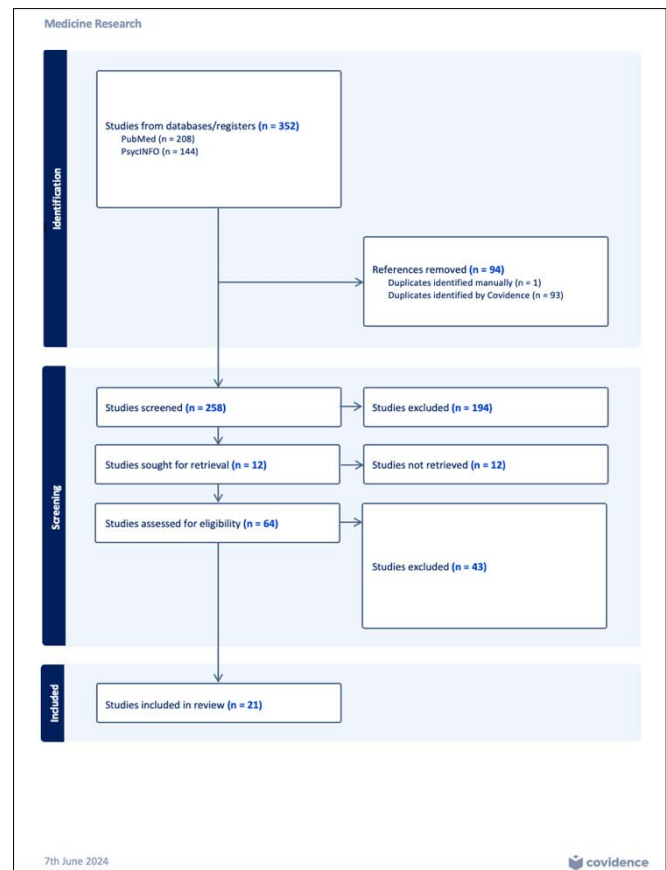 Medicine Research
Identification
Studies from databases/registers (n = 352)
PubMed (n = 208)
PsycINFO (n = 144)
References removed (n = 94)
Duplicates identified manually (n = 1)
Duplicates identified by Covidence (n = 93)
Screening
Studies screened (n = 258)
Studies excluded (n = 194)
Studies sought for retrieval (n = 12)
Studies not retrieved (n = 12)
Studies assessed for eligibility (n = 64)
Studies excluded (n = 43)
Included
Studies included in review (n = 21)
7th June 2024
covidence